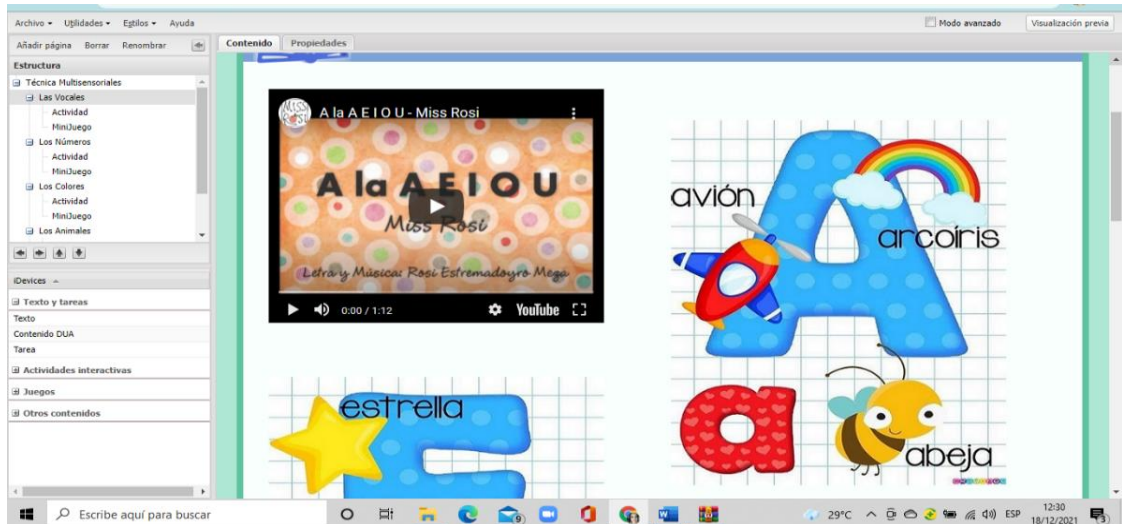 Archivo Utilidades Estilos Ayuda
Modo avanzado
Visualización previa
Añadir página Borrar Renombrar
Contenido Propiedades
Estructura
Técnica Multisensoriales
Las Vocales
Actividad
MiniJuego
Los Números
Actividad
MiniJuego
Los Colores
Actividad
MiniJuego
Los Animales
iDevices
Texto y tareas
Texto
Contenido DUA
Tarea
Actividades interactivas
Juegos
Otros contenidos
MISS ROSI
A la A E I O U - Miss Rosi
A la A E I O U
Miss Rosi
Letra y Música: Rosi Estremadoyro Mega
0:00 / 1:12
YouTube
avión
A
arcoíris
a
abeja
estrella
E
Escribe aquí para buscar
29°C
ESP
12:30
18/12/2021